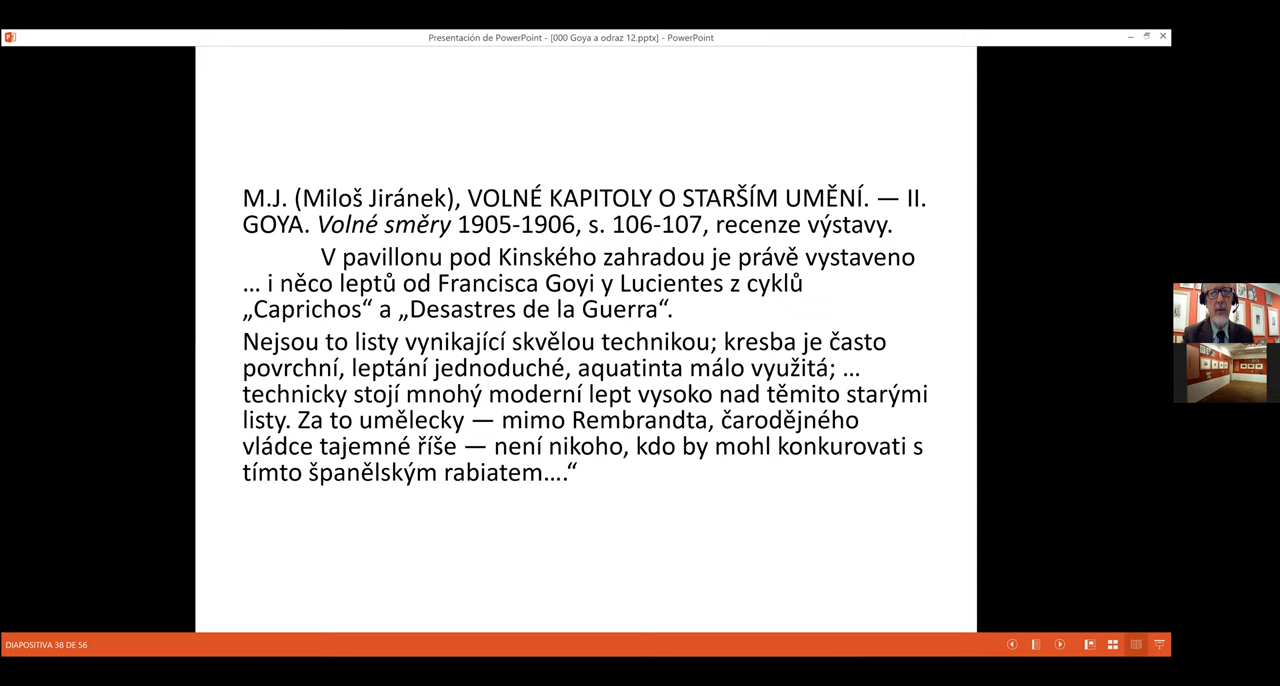 Presentación de PowerPoint - [000 Goya a odraz 12.pptx] - PowerPoint
M.J. (Miloš Jiránek), VOLNÉ KAPITOLY O STARŠÍM UMĚNÍ. — II.
GOYA. Volné směry 1905-1906, s. 106-107, recenze výstavy.
V pavillonu pod Kinského zahradou je právě vystaveno
... i něco leptů od Francisca Goyi y Lucientes z cyklů
„Caprichos“ a „Desastres de la Guerra“.
Nejsou to listy vynikající skvělou technikou; kresba je často
povrchní, leptání jednoduché, aquatinta málo využitá; ...
technicky stojí mnohý moderní lept vysoko nad těmito starými
listy. Za to umělecky — mimo Rembrandta, čarodějného
vládce tajemné říše — není nikoho, kdo by mohl konkurovati s
tímto španělským rabiatem....“
DIAPOSITIVA 38 DE 56